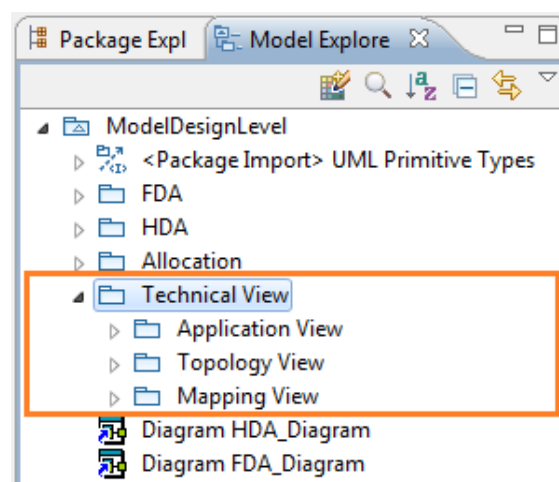 Package Expl Model Explore
ModelDesignLevel
<Package Import> UML Primitive Types
FDA
HDA
Allocation
Technical View
Application View
Topology View
Mapping View
Diagram HDA_Diagram
Diagram FDA_Diagram